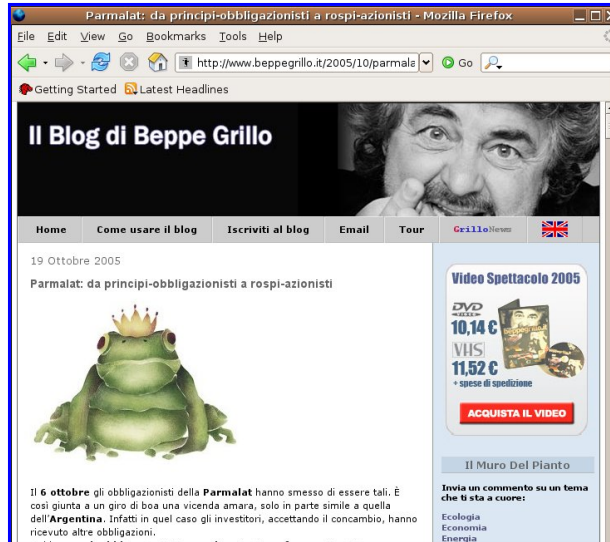 Parmalat: da principi-obbligazionisti a rospi-azionisti - Mozilla Firefox
File Edit View Go Bookmarks Tools Help
http://www.beppegrillo.it/2005/10/parmala Go
Getting Started Latest Headlines
Il Blog di Beppe Grillo
Home Come usare il blog Iscriviti al blog Email Tour GrilloNews
19 Ottobre 2005
Parmalat: da principi-obbligazionisti a rospi-azionisti
Il 6 ottobre gli obbligazionisti della Parmalat hanno smesso di essere tali. È
così giunta a un giro di boa una vicenda amara, solo in parte simile a quella
dell'Argentina. Infatti in quel caso gli investitori, accettando il concambio, hanno
ricevuto altre obbligazioni.
Video Spettacolo 2005
DVD
VIDEO
10,14 €
VHS
11,52 €
+ spese di spedizione
ACQUISTA IL VIDEO
Il Muro Del Pianto
Invia un commento su un tema
che ti sta a cuore:
Ecologia
Economia
Energia